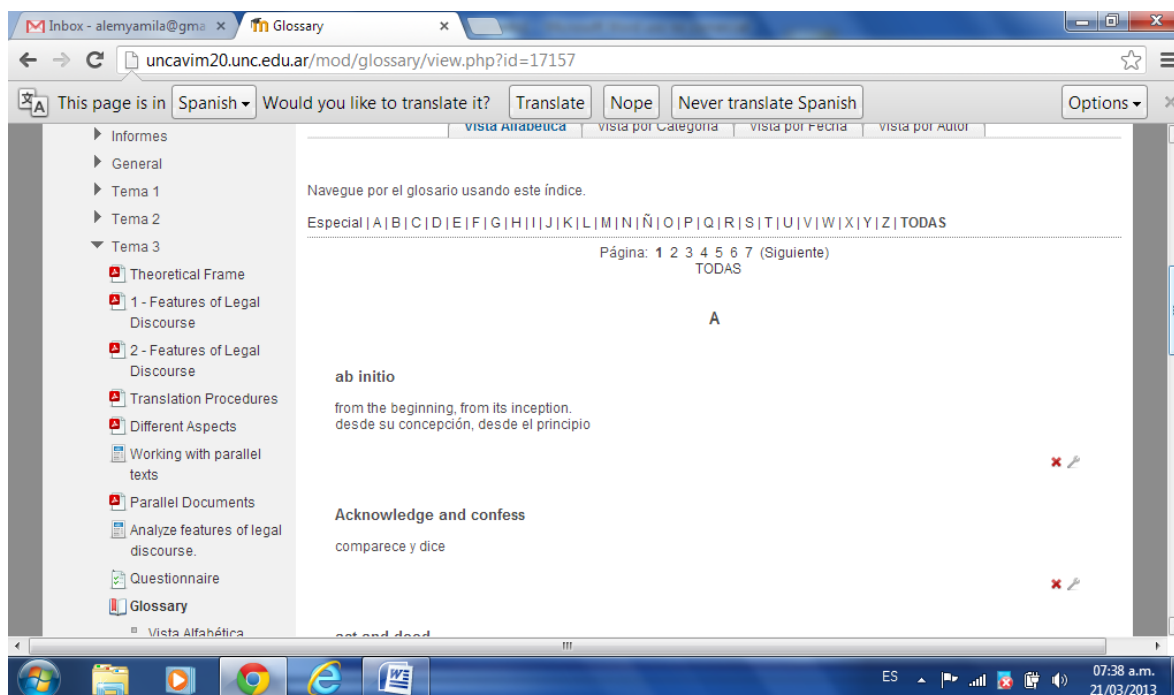 Inbox - alemyamila@gma
Glossary
uncavim20.unc.edu.ar/mod/glossary/view.php?id=17157
This page is in Spanish Would you like to translate it? Translate Nope Never translate Spanish Options
Informes
General
Tema 1
Tema 2
Tema 3
Theoretical Frame
1 - Features of Legal
Discourse
2 - Features of Legal
Discourse
Translation Procedures
Different Aspects
Working with parallel
texts
Parallel Documents
Analyze features of legal
discourse.
Questionnaire
Glossary
Vista Alfabética
Vista Alfabética Vista por Categoría Vista por Fecha Vista por Autor
Navegue por el glosario usando este índice.
Especial | A | B | C | D | E | F | G | H | I | J | K | L | M | N | Ñ | O | P | Q | R | S | T | U | V | W | X | Y | Z | TODAS
Página: 1 2 3 4 5 6 7 (Siguiente)
TODAS
A
ab initio
from the beginning, from its inception.
desde su concepción, desde el principio
Acknowledge and confess
comparece y dice
act and deed
ES
07:38 a.m.
21/03/2013